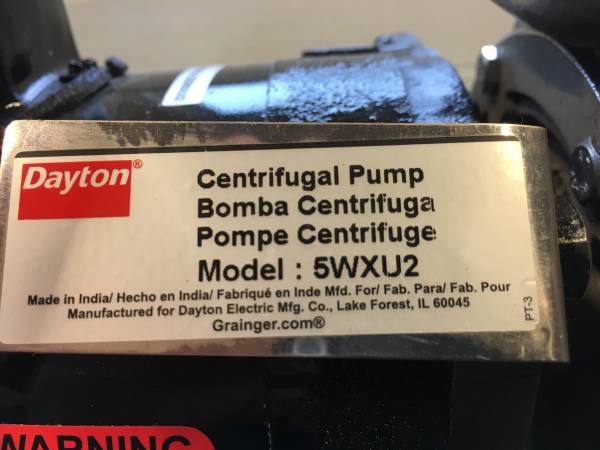 Dayton®
Centrifugal Pump
Bomba Centrifuga
Pompe Centrifuge
Model : 5WXU2
Made in India/ Hecho en India/ Fabriqué en Inde Mfd. For/ Fab. Para/ Fab. Pour
Manufactured for Dayton Electric Mfg. Co., Lake Forest, IL 60045
Grainger.com®
PT-3
WARNING